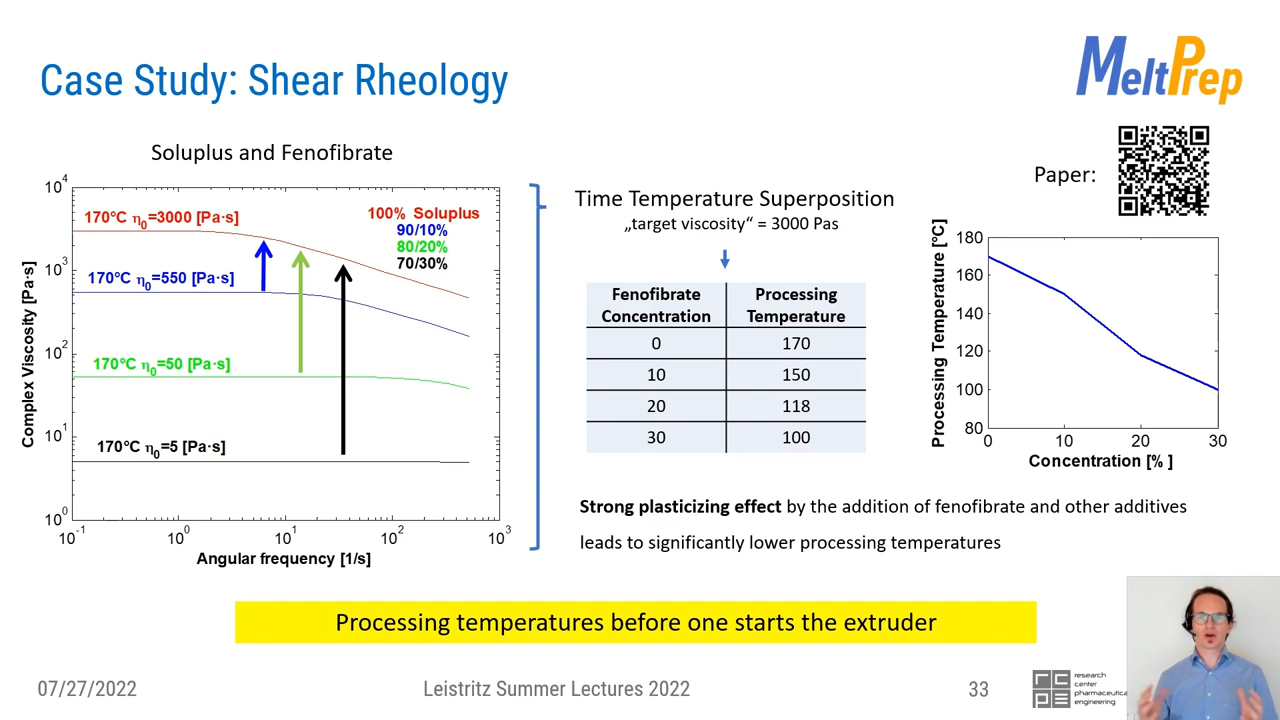 Case Study: Shear Rheology
MeltPrep
Soluplus and Fenofibrate
10^4
10^3
10^2
10^1
10^0
10^-1
10^0
10^1
10^2
10^3
Complex Viscosity [Pa·s]
Angular frequency [1/s]
170°C η0=3000 [Pa·s]
170°C η0=550 [Pa·s]
170°C η0=50 [Pa·s]
170°C η0=5 [Pa·s]
100% Soluplus
90/10%
80/20%
70/30%
Time Temperature Superposition
„target viscosity“ = 3000 Pas
Fenofibrate Concentration | Processing Temperature
0 | 170
10 | 150
20 | 118
30 | 100
Paper:
Processing Temperature [°C]
180
160
140
120
100
80
0 10 20 30
Concentration [% ]
Strong plasticizing effect by the addition of fenofibrate and other additives
leads to significantly lower processing temperatures
Processing temperatures before one starts the extruder
07/27/2022
Leistritz Summer Lectures 2022
33
rcpe
research
center
pharmaceutica
engineering